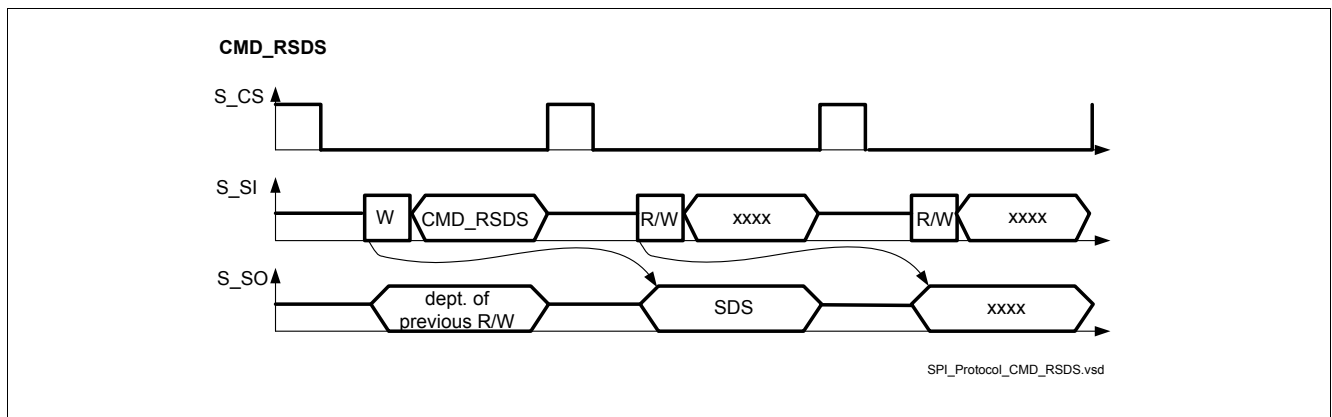 CMD_RSDS
S_CS
S_SI
W CMD_RSDS R/W xxxx R/W xxxx
S_SO
dept. of
previous R/W
SDS
xxxx
SPI_Protocol_CMD_RSDS.vsd